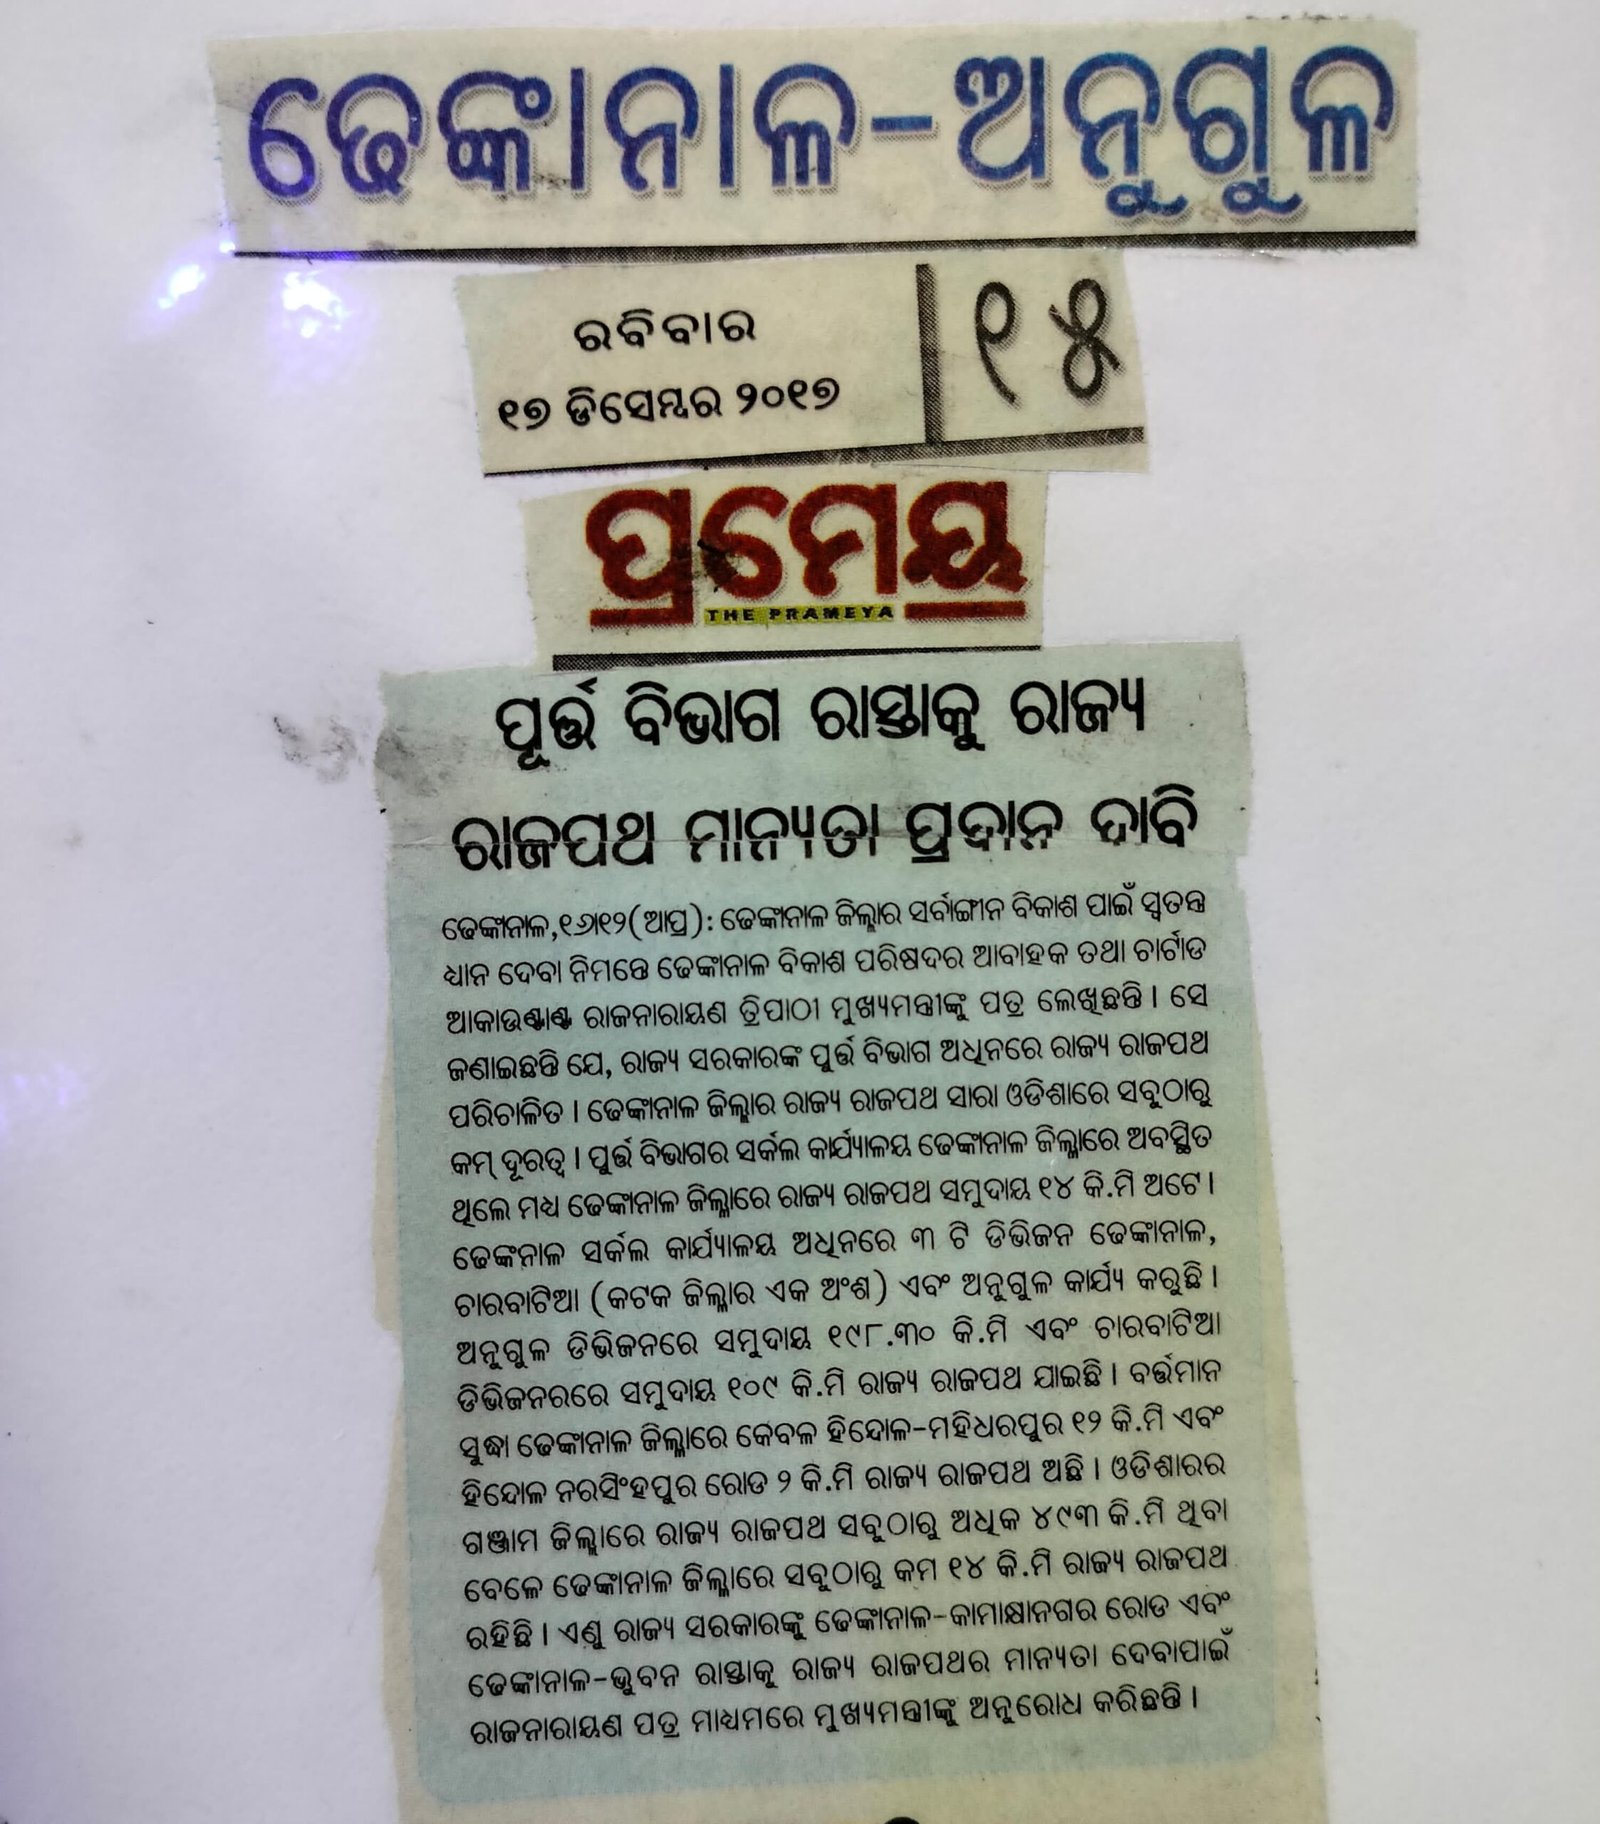 ଢେଙ୍କାନାଳ-ଅନୁଗୁଳ
ରବିବାର
୧୭ ଡିସେମ୍ବର ୨୦୧୭
୧୫
ପ୍ରମେୟ
THE PRAMEYA
ପୂର୍ତ୍ତ ବିଭାଗ ରାସ୍ତାକୁ ରାଜ୍ୟ
ରାଜପଥ ମାନ୍ୟତା ପ୍ରଦାନ ଦାବି
ଢେଙ୍କାନାଳ,୧୬।୧୨(ଆପ୍ର): ଢେଙ୍କାନାଳ ଜିଲ୍ଲାର ସର୍ବାଙ୍ଗୀନ ବିକାଶ ପାଇଁ ସ୍ୱତନ୍ତ୍ର
ଧ୍ୟାନ ଦେବା ନିମନ୍ତେ ଢେଙ୍କାନାଳ ବିକାଶ ପରିଷଦର ଆବାହକ ତଥା ଚାର୍ଟାଡ
ଆକାଉଣ୍ଟାଣ୍ଟ ରାଜନାରାୟଣ ତ୍ରିପାଠୀ ମୁଖ୍ୟମନ୍ତ୍ରୀଙ୍କୁ ପତ୍ର ଲେଖିଛନ୍ତି । ସେ
ଜଣାଇଛନ୍ତି ଯେ, ରାଜ୍ୟ ସରକାରଙ୍କ ପୂର୍ତ୍ତ ବିଭାଗ ଅଧିନରେ ରାଜ୍ୟ ରାଜପଥ
ପରିଚାଳିତ । ଢେଙ୍କାନାଳ ଜିଲ୍ଲାର ରାଜ୍ୟ ରାଜପଥ ସାରା ଓଡିଶାରେ ସବୁଠାରୁ
କମ୍ ଦୂରତ୍ୱ । ପୂର୍ତ୍ତ ବିଭାଗର ସର୍କଲ କାର୍ଯ୍ୟାଳୟ ଢେଙ୍କାନାଳ ଜିଲ୍ଲାରେ ଅବସ୍ଥିତ
ଥିଲେ ମଧ୍ୟ ଢେଙ୍କାନାଳ ଜିଲ୍ଲାରେ ରାଜ୍ୟ ରାଜପଥ ସମୁଦାୟ ୧୪ କି.ମି ଅଟେ ।
ଢେଙ୍କନାଳ ସର୍କଲ କାର୍ଯ୍ୟାଳୟ ଅଧିନରେ ୩ ଟି ଡିଭିଜନ ଢେଙ୍କାନାଳ,
ଚାରବାଟିଆ (କଟକ ଜିଲ୍ଲାର ଏକ ଅଂଶ) ଏବଂ ଅନୁଗୁଳ କାର୍ଯ୍ୟ କରୁଛି ।
ଅନୁଗୁଳ ଡିଭିଜନରେ ସମୁଦାୟ ୧୯୮.୩୦ କି.ମି ଏବଂ ଚାରବାଟିଆ
ଡିଭିଜନରରେ ସମୁଦାୟ ୧୦୯ କି.ମି ରାଜ୍ୟ ରାଜପଥ ଯାଇଛି । ବର୍ତ୍ତମାନ
ସୁଦ୍ଧା ଢେଙ୍କାନାଳ ଜିଲ୍ଲାରେ କେବଳ ହିନ୍ଦୋଳ-ମହିଧରପୁର ୧୨ କି.ମି ଏବଂ
ହିନ୍ଦୋଳ ନରସିଂହପୁର ରୋଡ ୨ କି.ମି ରାଜ୍ୟ ରାଜପଥ ଅଛି । ଓଡିଶାରର
ଗଞ୍ଜାମ ଜିଲ୍ଲାରେ ରାଜ୍ୟ ରାଜପଥ ସବୁଠାରୁ ଅଧିକ ୪୯୩ କି.ମି ଥିବା
ବେଳେ ଢେଙ୍କାନାଳ ଜିଲ୍ଲାରେ ସବୁଠାରୁ କମ ୧୪ କି.ମି ରାଜ୍ୟ ରାଜପଥ
ରହିଛି । ଏଣୁ ରାଜ୍ୟ ସରକାରଙ୍କୁ ଢେଙ୍କାନାଳ-କାମାକ୍ଷାନଗର ରୋଡ ଏବଂ
ଢେଙ୍କାନାଳ-ଭୁବନ ରାସ୍ତାକୁ ରାଜ୍ୟ ରାଜପଥର ମାନ୍ୟତା ଦେବାପାଇଁ
ରାଜନାରାୟଣ ପତ୍ର ମାଧ୍ୟମରେ ମୁଖ୍ୟମନ୍ତ୍ରୀଙ୍କୁ ଅନୁରୋଧ କରିଛନ୍ତି ।